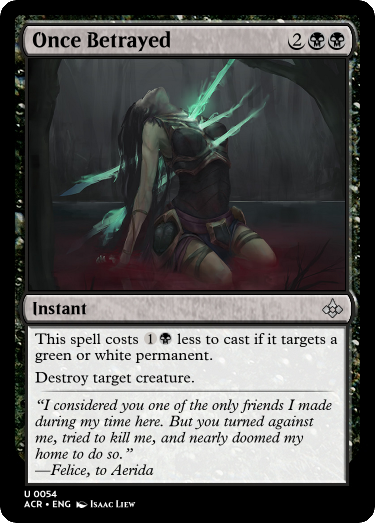 Once Betrayed 2
Instant
This spell costs 1 less to cast if it targets a
green or white permanent.
Destroy target creature.
“I considered you one of the only friends I made
during my time here. But you turned against
me, tried to kill me, and nearly doomed my
home to do so.”
—Felice, to Aerida
U 0054
ACR • ENG Isaac Liew